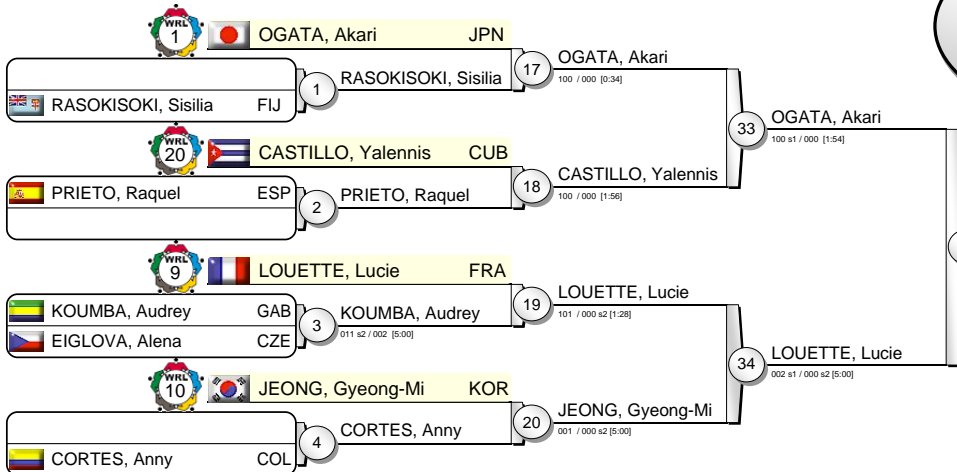 WRL 1 OGATA, Akari JPN
RASOKISOKI, Sisilia FIJ
1 RASOKISOKI, Sisilia
17 OGATA, Akari
100 / 000 [0:34]
WRL 20 CASTILLO, Yalennis CUB
PRIETO, Raquel ESP
2 PRIETO, Raquel
18 CASTILLO, Yalennis
100 / 000 [1:56]
33 OGATA, Akari
100 s1 / 000 [1:54]
WRL 9 LOUETTE, Lucie FRA
KOUMBA, Audrey GAB
EIGLOVA, Alena CZE
3 KOUMBA, Audrey
011 s2 / 002 [5:00]
19 LOUETTE, Lucie
101 / 000 s2 [1:28]
WRL 10 JEONG, Gyeong-Mi KOR
CORTES, Anny COL
4 CORTES, Anny
20 JEONG, Gyeong-Mi
001 / 000 s2 [5:00]
34 LOUETTE, Lucie
002 s1 / 000 s2 [5:00]